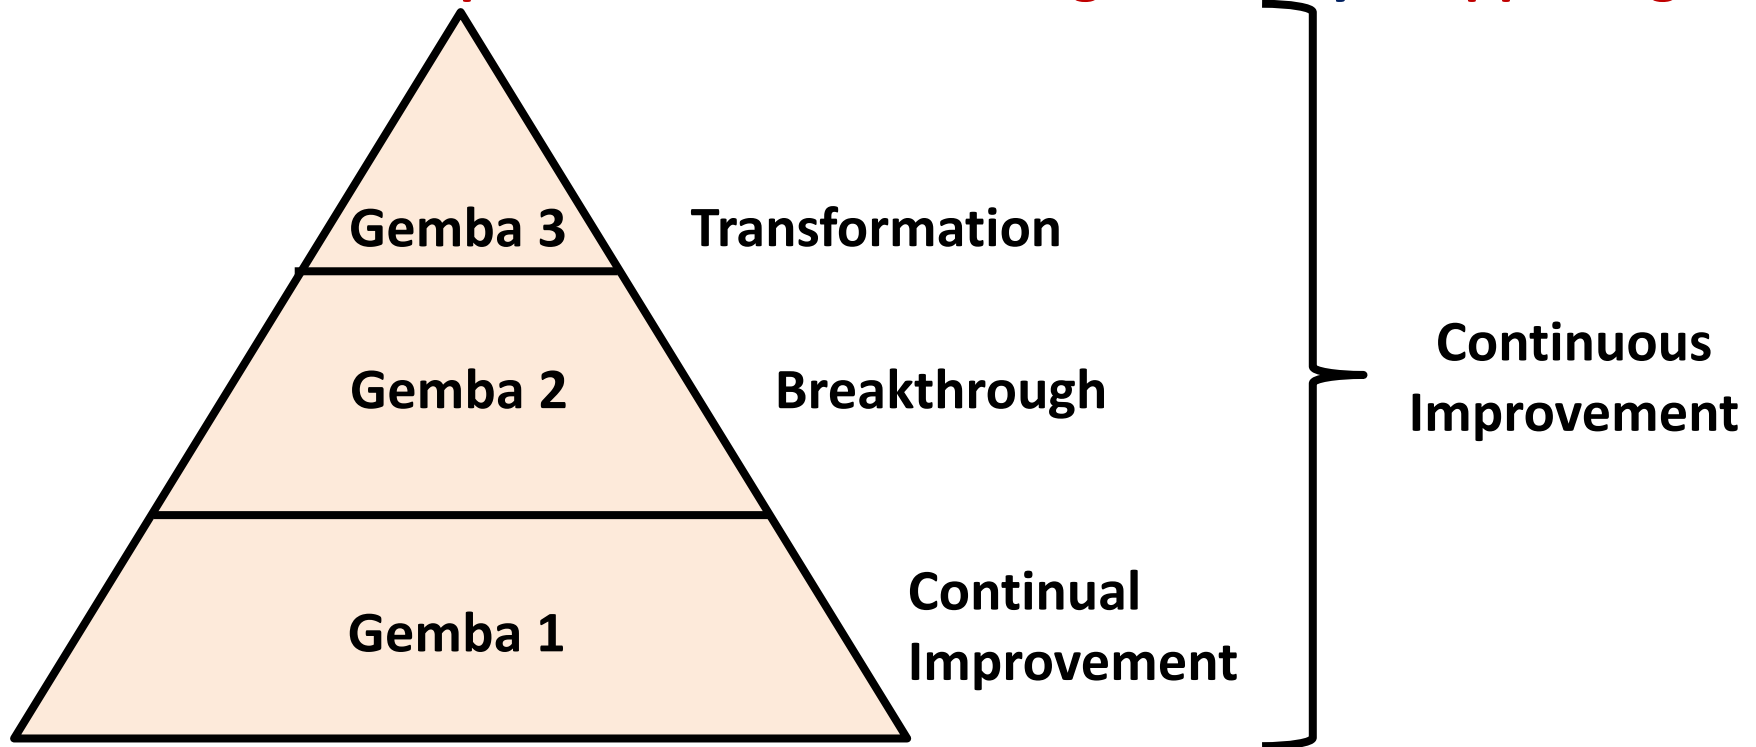 Gemba 3
Transformation
Gemba 2
Breakthrough
Continuous
Improvement
Gemba 1
Continual
Improvement